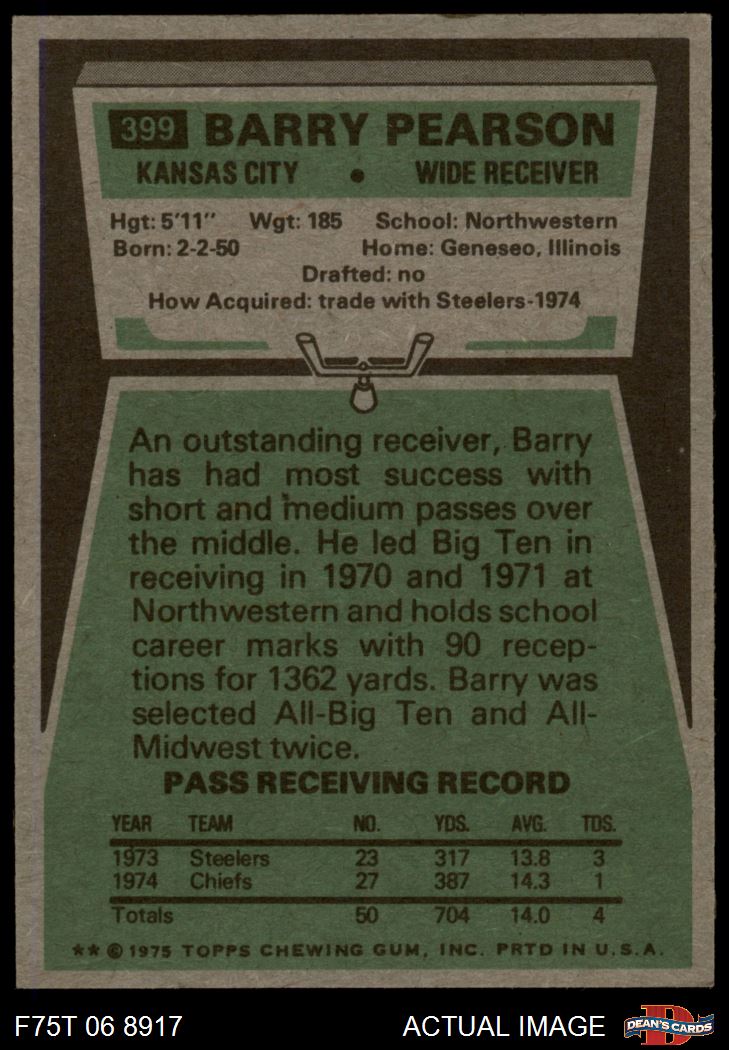 399 BARRY PEARSON
KANSAS CITY • WIDE RECEIVER
Hgt: 5'11" Wgt: 185 School: Northwestern
Born: 2-2-50 Home: Geneseo, Illinois
Drafted: no
How Acquired: trade with Steelers-1974
An outstanding receiver, Barry
has had most success with
short and medium passes over
the middle. He led Big Ten in
receiving in 1970 and 1971 at
Northwestern and holds school
career marks with 90 recep-
tions for 1362 yards. Barry was
selected All-Big Ten and All-
Midwest twice.
PASS RECEIVING RECORD
YEAR TEAM NO. YDS. AVG. TDS.
1973 Steelers 23 317 13.8 3
1974 Chiefs 27 387 14.3 1
Totals 50 704 14.0 4
** © 1975 TOPPS CHEWING GUM, INC. PRTD IN U.S.A.
F75T 06 8917 ACTUAL IMAGE D DEAN'S CARDS